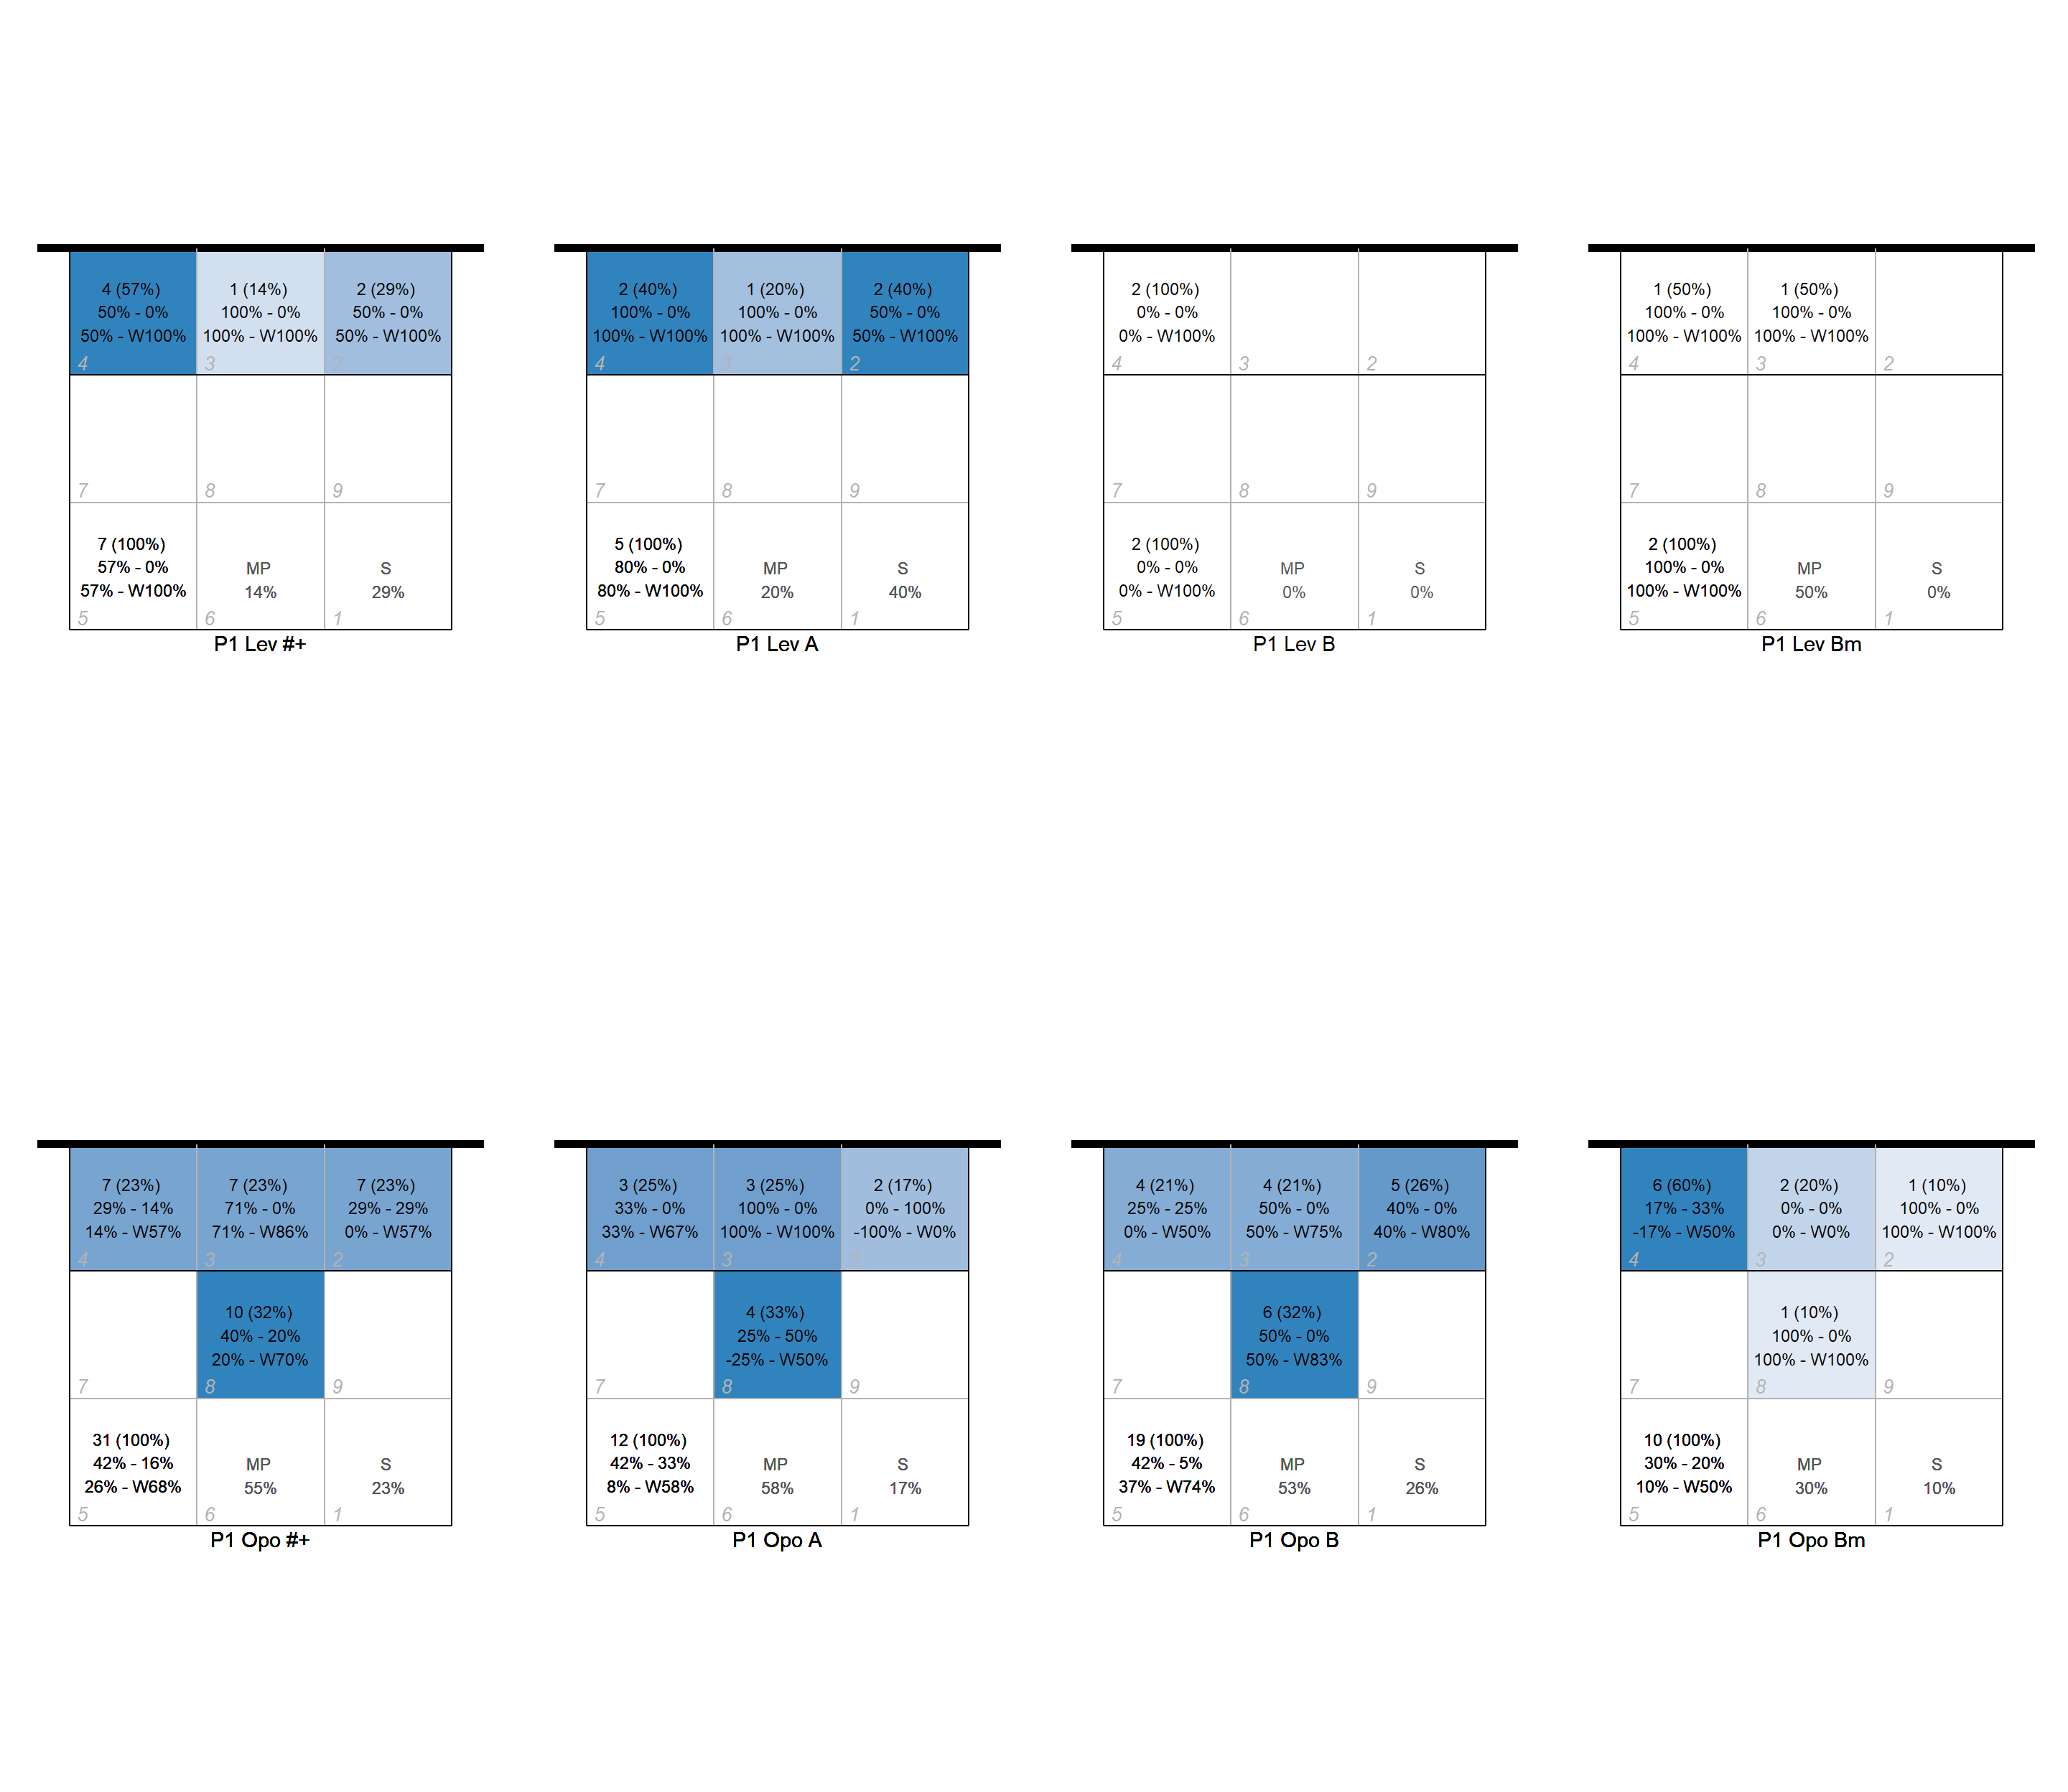 4 (57%)
50% - 0%
50% - W100%
4
1 (14%)
100% - 0%
100% - W100%
3
2 (29%)
50% - 0%
50% - W100%
2
7
8
9
7 (100%)
57% - 0%
57% - W100%
5
MP
14%
6
S
29%
1
P1 Lev #+
2 (40%)
100% - 0%
100% - W100%
4
1 (20%)
100% - 0%
100% - W100%
3
2 (40%)
50% - 0%
50% - W100%
2
7
8
9
5 (100%)
80% - 0%
80% - W100%
5
MP
20%
6
S
40%
1
P1 Lev A
2 (100%)
0% - 0%
0% - W100%
4
3
2
7
8
9
2 (100%)
0% - 0%
0% - W100%
5
MP
0%
6
S
0%
1
P1 Lev B
1 (50%)
100% - 0%
100% - W100%
4
1 (50%)
100% - 0%
100% - W100%
3
2
7
8
9
2 (100%)
100% - 0%
100% - W100%
5
MP
50%
6
S
0%
1
P1 Lev Bm
7 (23%)
29% - 14%
14% - W57%
4
7 (23%)
71% - 0%
71% - W86%
3
7 (23%)
29% - 29%
0% - W57%
2
7
10 (32%)
40% - 20%
20% - W70%
8
9
31 (100%)
42% - 16%
26% - W68%
5
MP
55%
6
S
23%
1
P1 Opo #+
3 (25%)
33% - 0%
33% - W67%
4
3 (25%)
100% - 0%
100% - W100%
3
2 (17%)
0% - 100%
-100% - W0%
2
7
4 (33%)
25% - 50%
-25% - W50%
8
9
12 (100%)
42% - 33%
8% - W58%
5
MP
58%
6
S
17%
1
P1 Opo A
4 (21%)
25% - 25%
0% - W50%
4
4 (21%)
50% - 0%
50% - W75%
3
5 (26%)
40% - 0%
40% - W80%
2
7
6 (32%)
50% - 0%
50% - W83%
8
9
19 (100%)
42% - 5%
37% - W74%
5
MP
53%
6
S
26%
1
P1 Opo B
6 (60%)
17% - 33%
-17% - W50%
4
2 (20%)
0% - 0%
0% - W0%
3
1 (10%)
100% - 0%
100% - W100%
2
7
1 (10%)
100% - 0%
100% - W100%
8
9
10 (100%)
30% - 20%
10% - W50%
5
MP
30%
6
S
10%
1
P1 Opo Bm